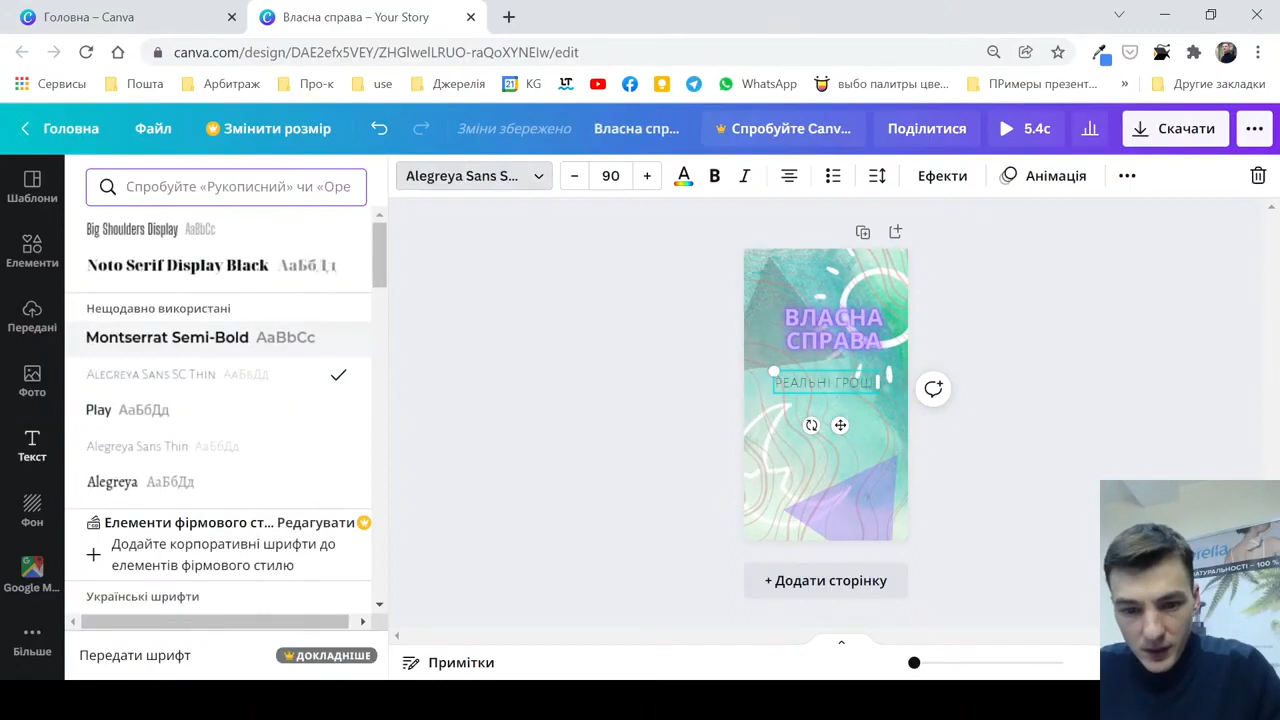 Головна – Canva
Власна справа – Your Story
canva.com/design/DAE2efx5VEY/ZHGlwelLRUO-raQoXYNEIw/edit
Сервисы
Пошта
Арбитраж
Про-к
use
Джерелія
KG
WhatsApp
выбо палитры цве...
ПРимеры презент...
»
Другие закладки
Головна
Файл
Змінити розмір
Зміни збережено
Власна спр...
Спробуйте Canv...
Поділитися
5.4с
Скачати
Шаблони
Елементи
Передані
Фото
Текст
Фон
Google M...
Більше
Спробуйте «Рукописний» чи «Оре
Big Shoulders Display AaBbCc
Noto Serif Display Black АаБбДд
Нещодавно використані
Montserrat Semi-Bold AaBbCc
Alegreya Sans SC Thin АаБбДд
Play АаБбДд
Alegreya Sans Thin АаБбДд
Alegreya АаБбДд
Елементи фірмового ст... Редагувати
Додайте корпоративні шрифти до
елементів фірмового стилю
Українські шрифти
Передати шрифт
ДОКЛАДНІШЕ
Alegreya Sans S...
90
Ефекти
Анімація
ВЛАСНА
СПРАВА
РЕАЛЬНІ ГРОШІ
+ Додати сторінку
Примітки
НАТУРАЛЬНОСТІ – 100 %